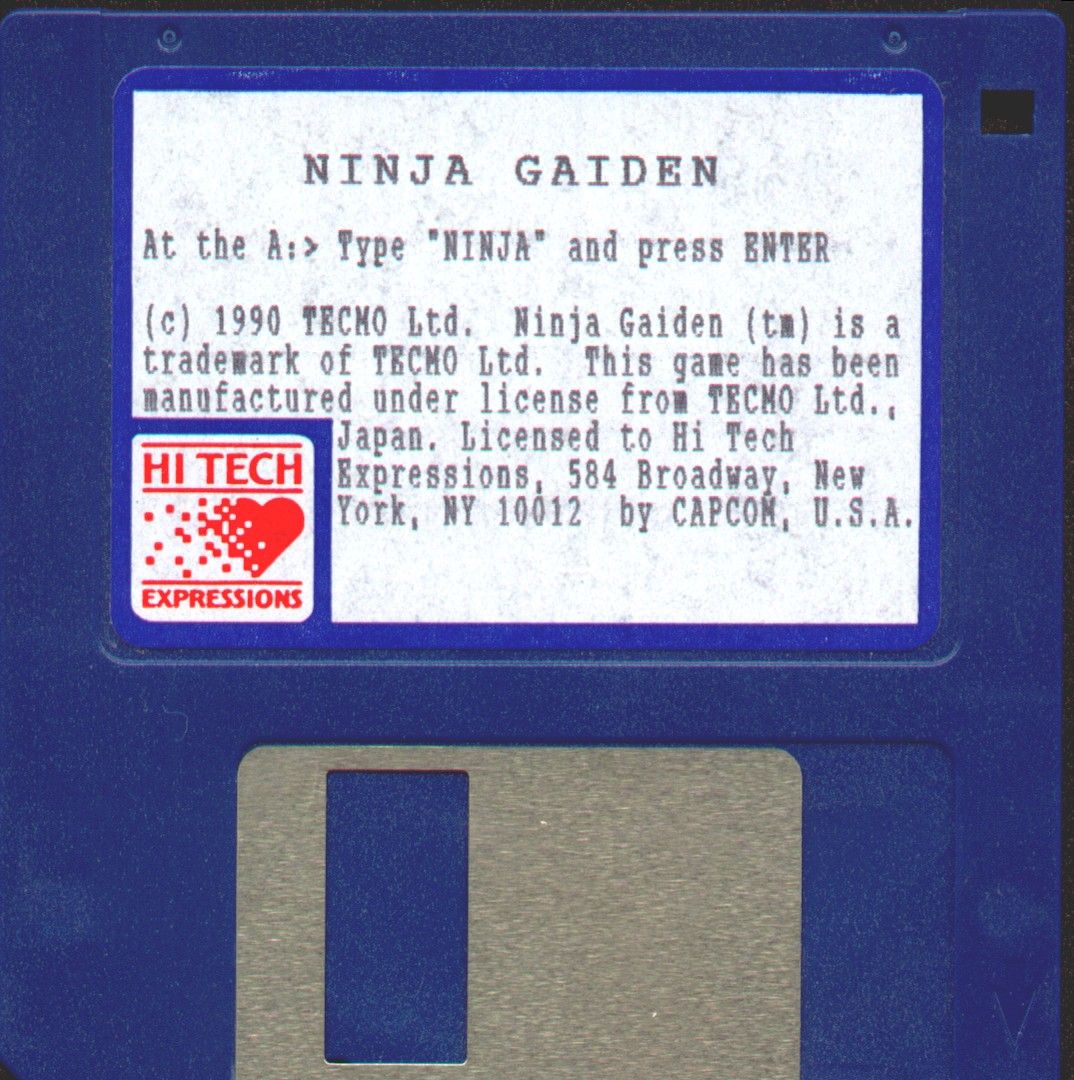 NINJA GAIDEN
At the A:> Type "NINJA" and press ENTER
(c) 1990 TECMO Ltd. Ninja Gaiden (tm) is a
trademark of TECMO Ltd. This game has been
manufactured under license from TECMO Ltd.,
Japan. Licensed to Hi Tech
Expressions, 584 Broadway, New
York, NY 10012 by CAPCOM, U.S.A.
HI TECH
EXPRESSIONS